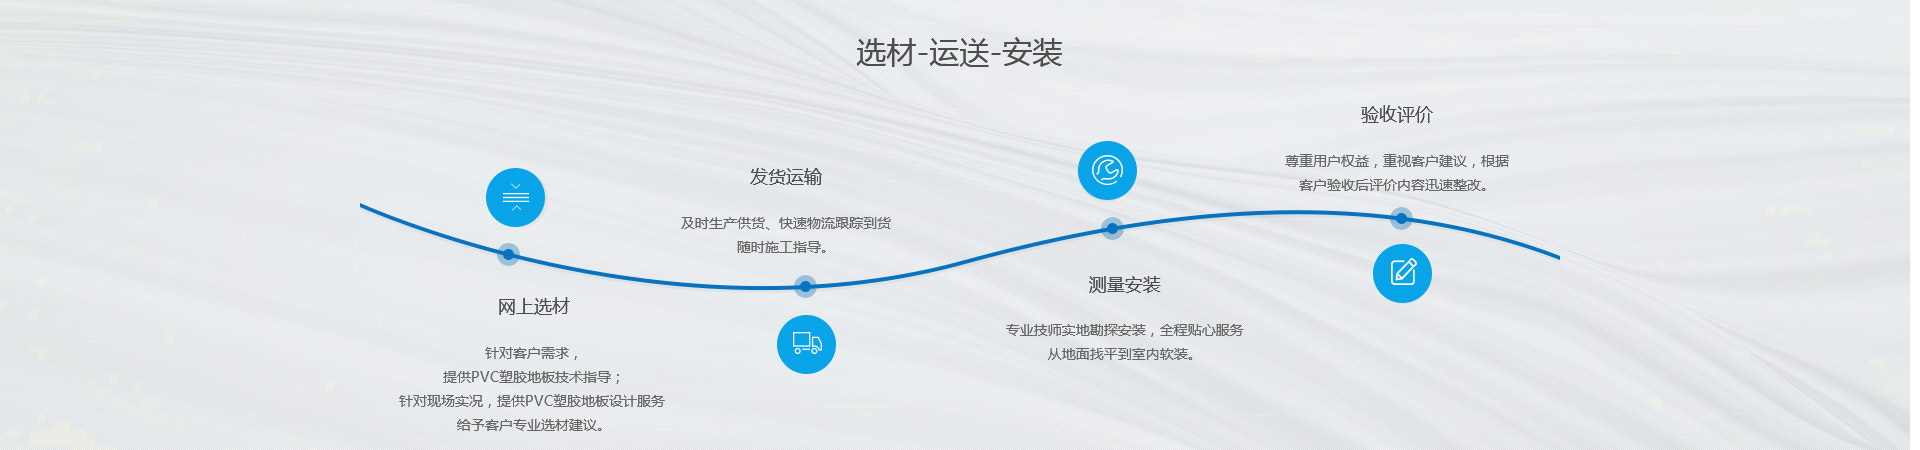 选材-运送-安装
网上选材
针对客户需求，
提供PVC塑胶地板技术指导；
针对现场实况，提供PVC塑胶地板设计服务
给予客户专业选材建议。
发货运输
及时生产供货、快速物流跟踪到货
随时施工指导。
测量安装
专业技师实地勘探安装，全程贴心服务
从地面找平到室内软装。
验收评价
尊重用户权益，重视客户建议，根据
客户验收后评价内容迅速整改。